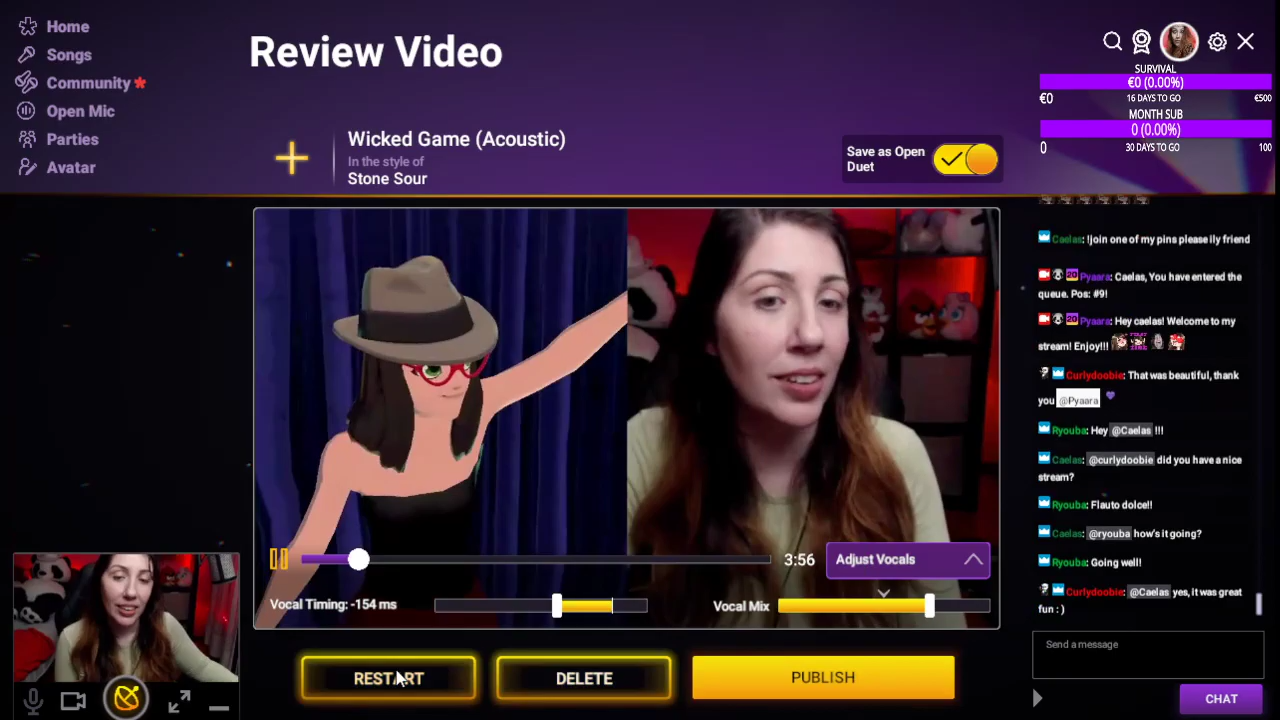 Home
Songs
Community *
Open Mic
Parties
Avatar
Review Video
Wicked Game (Acoustic)
In the style of
Stone Sour
Save as Open
Duet
SURVIVAL
€0 (0.00%)
€0 16 DAYS TO GO €500
MONTH SUB
0 (0.00%)
0 30 DAYS TO GO 100
Caelas: !join one of my pins please ily friend
20 Pyaara: Caelas, You have entered the
queue. Pos: #9!
20 Pyaara: Hey caelas! Welcome to my
stream! Enjoy!!!
Curlydoobie: That was beautiful, thank
you @Pyaara
Ryouba: Hey @Caelas !!!
Caelas: @curlydoobie did you have a nice
stream?
Ryouba: Flauto dolce!!
Caelas: @ryouba how's it going?
Ryouba: Going well!
Curlydoobie: @Caelas yes, it was great
fun : )
Send a message
CHAT
3:56
Adjust Vocals
Vocal Timing: -154 ms
Vocal Mix
RESTART
DELETE
PUBLISH